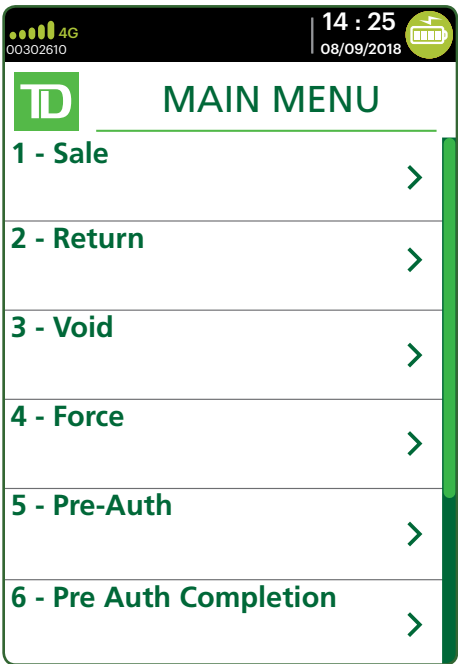 4G
14 : 25
00302610
08/09/2018
TD
MAIN MENU
1 - Sale
2 - Return
3 - Void
4 - Force
5 - Pre-Auth
6 - Pre Auth Completion